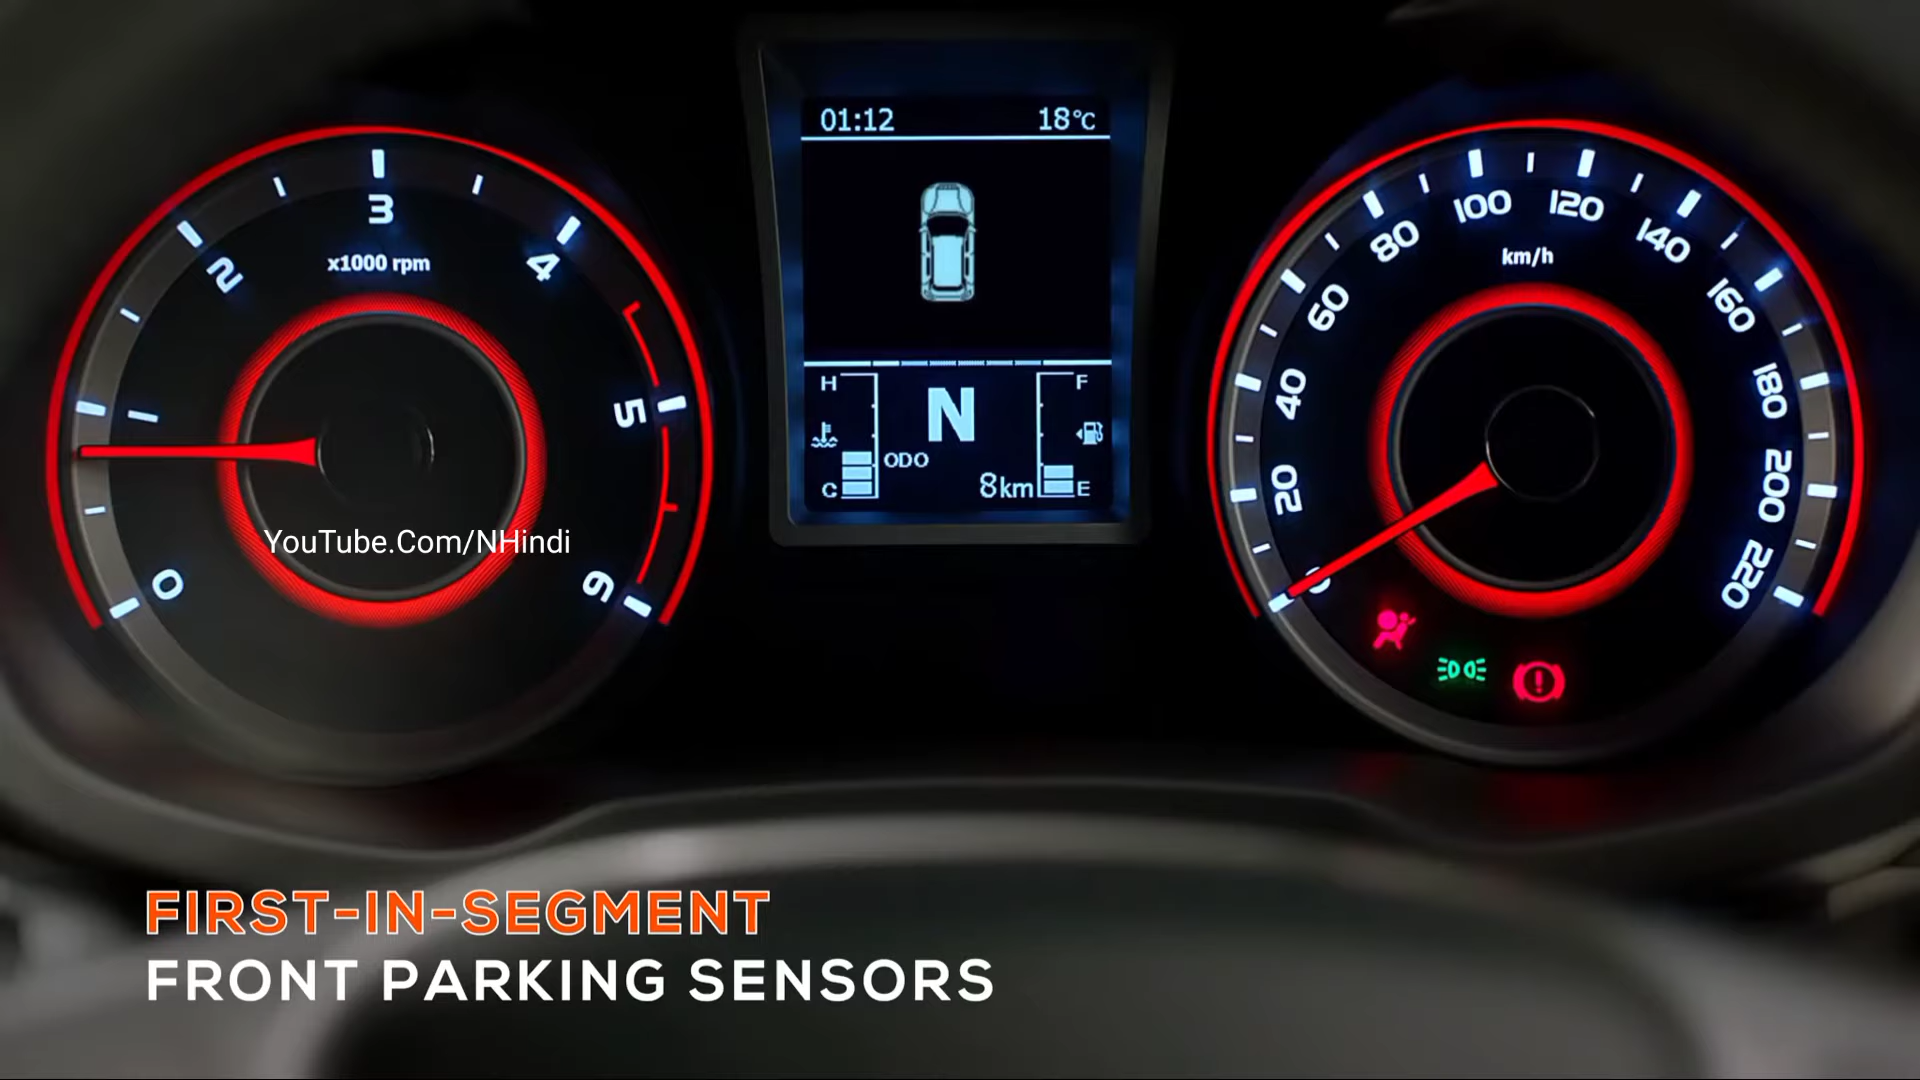 01:12 18°C
0 2 3 4 5 6
x1000 rpm
H
C
N
ODO
8km
F
E
0 20 40 60 80 100 120 140 160 180 200 220
km/h
YouTube.Com/NHindi
FIRST-IN-SEGMENT
FRONT PARKING SENSORS